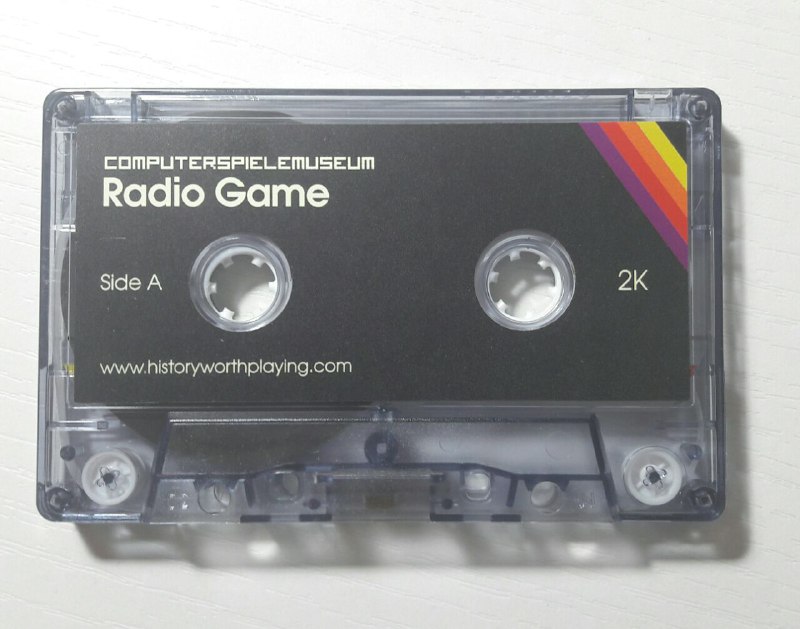 COMPUTERSPIELEMUSEUM
Radio Game
Side A
2K
www.historyworthplaying.com